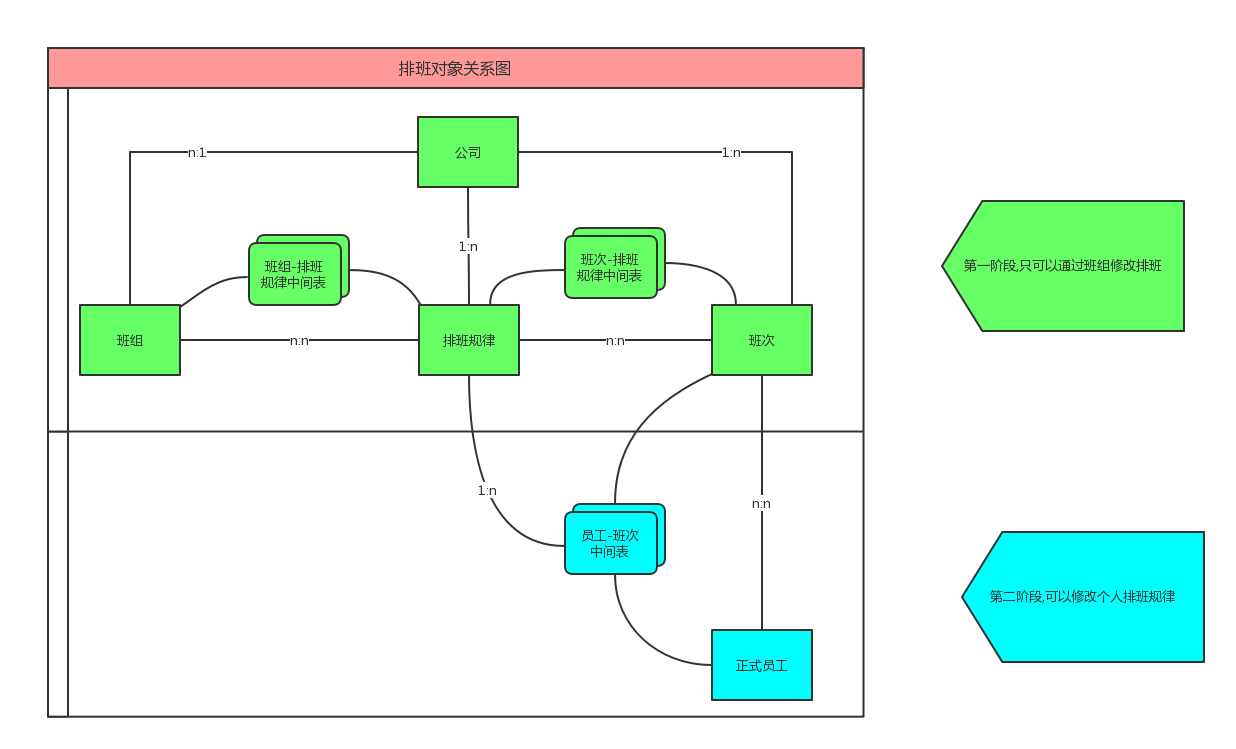 排班对象关系图
公司
n:1
1:n
1:n
班组-排班
规律中间表
班次-排班
规律中间表
第一阶段,只可以通过班组修改排班
班组
n:n
排班规律
n:n
班次
1:n
n:n
员工-班次
中间表
第二阶段,可以修改个人排班规律
正式员工